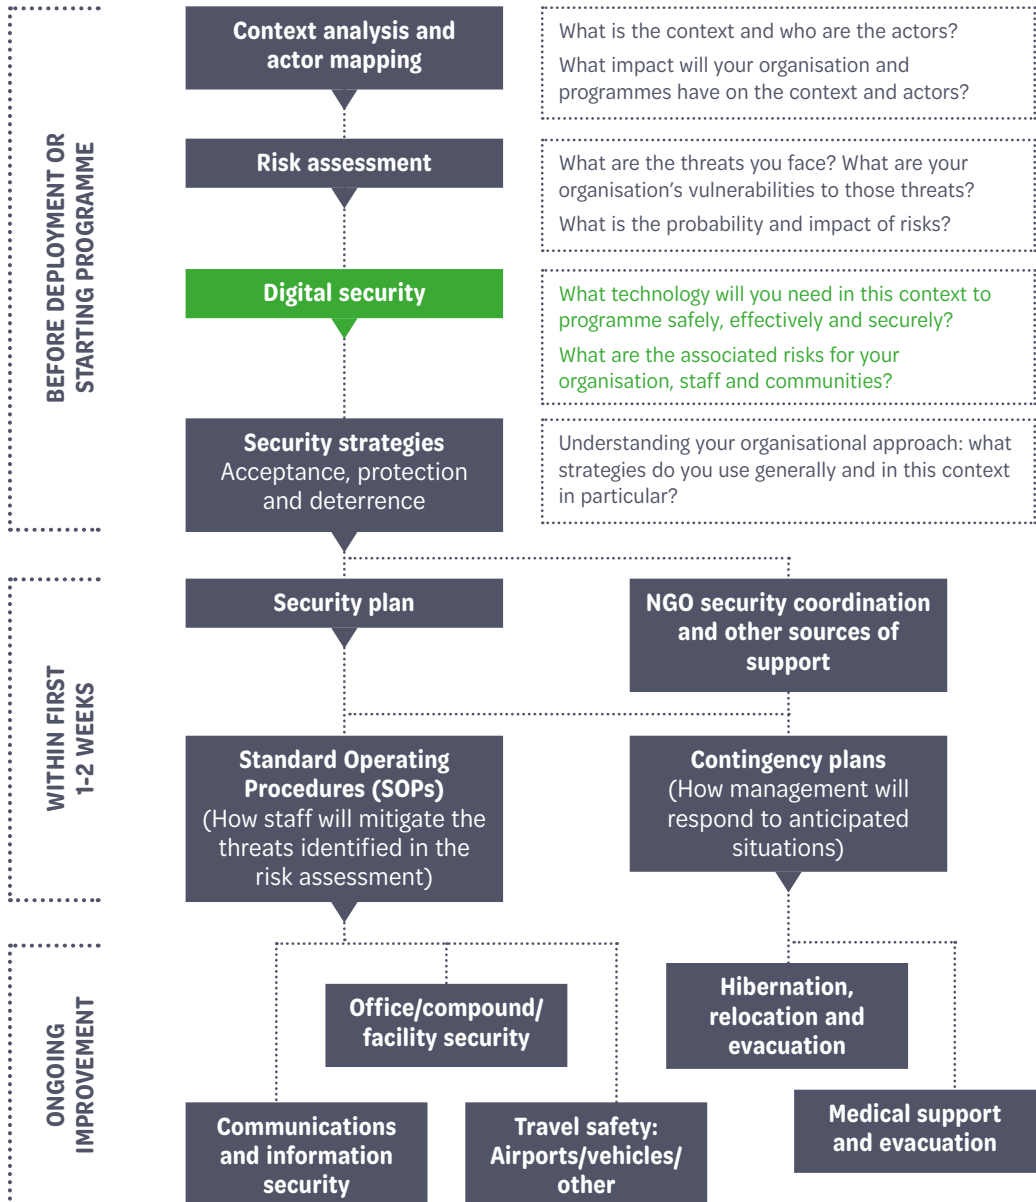 BEFORE DEPLOYMENT OR
STARTING PROGRAMME
Context analysis and
actor mapping
What is the context and who are the actors?
What impact will your organisation and
programmes have on the context and actors?
Risk assessment
What are the threats you face? What are your
organisation’s vulnerabilities to those threats?
What is the probability and impact of risks?
Digital security
What technology will you need in this context to
programme safely, effectively and securely?
What are the associated risks for your
organisation, staff and communities?
Security strategies
Acceptance, protection
and deterrence
Understanding your organisational approach: what
strategies do you use generally and in this context
in particular?
WITHIN FIRST
1-2 WEEKS
Security plan
NGO security coordination
and other sources of
support
Standard Operating
Procedures (SOPs)
(How staff will mitigate the
threats identified in the
risk assessment)
Contingency plans
(How management will
respond to anticipated
situations)
ONGOING
IMPROVEMENT
Office/compound/
facility security
Hibernation,
relocation and
evacuation
Communications
and information
security
Travel safety:
Airports/vehicles/
other
Medical support
and evacuation